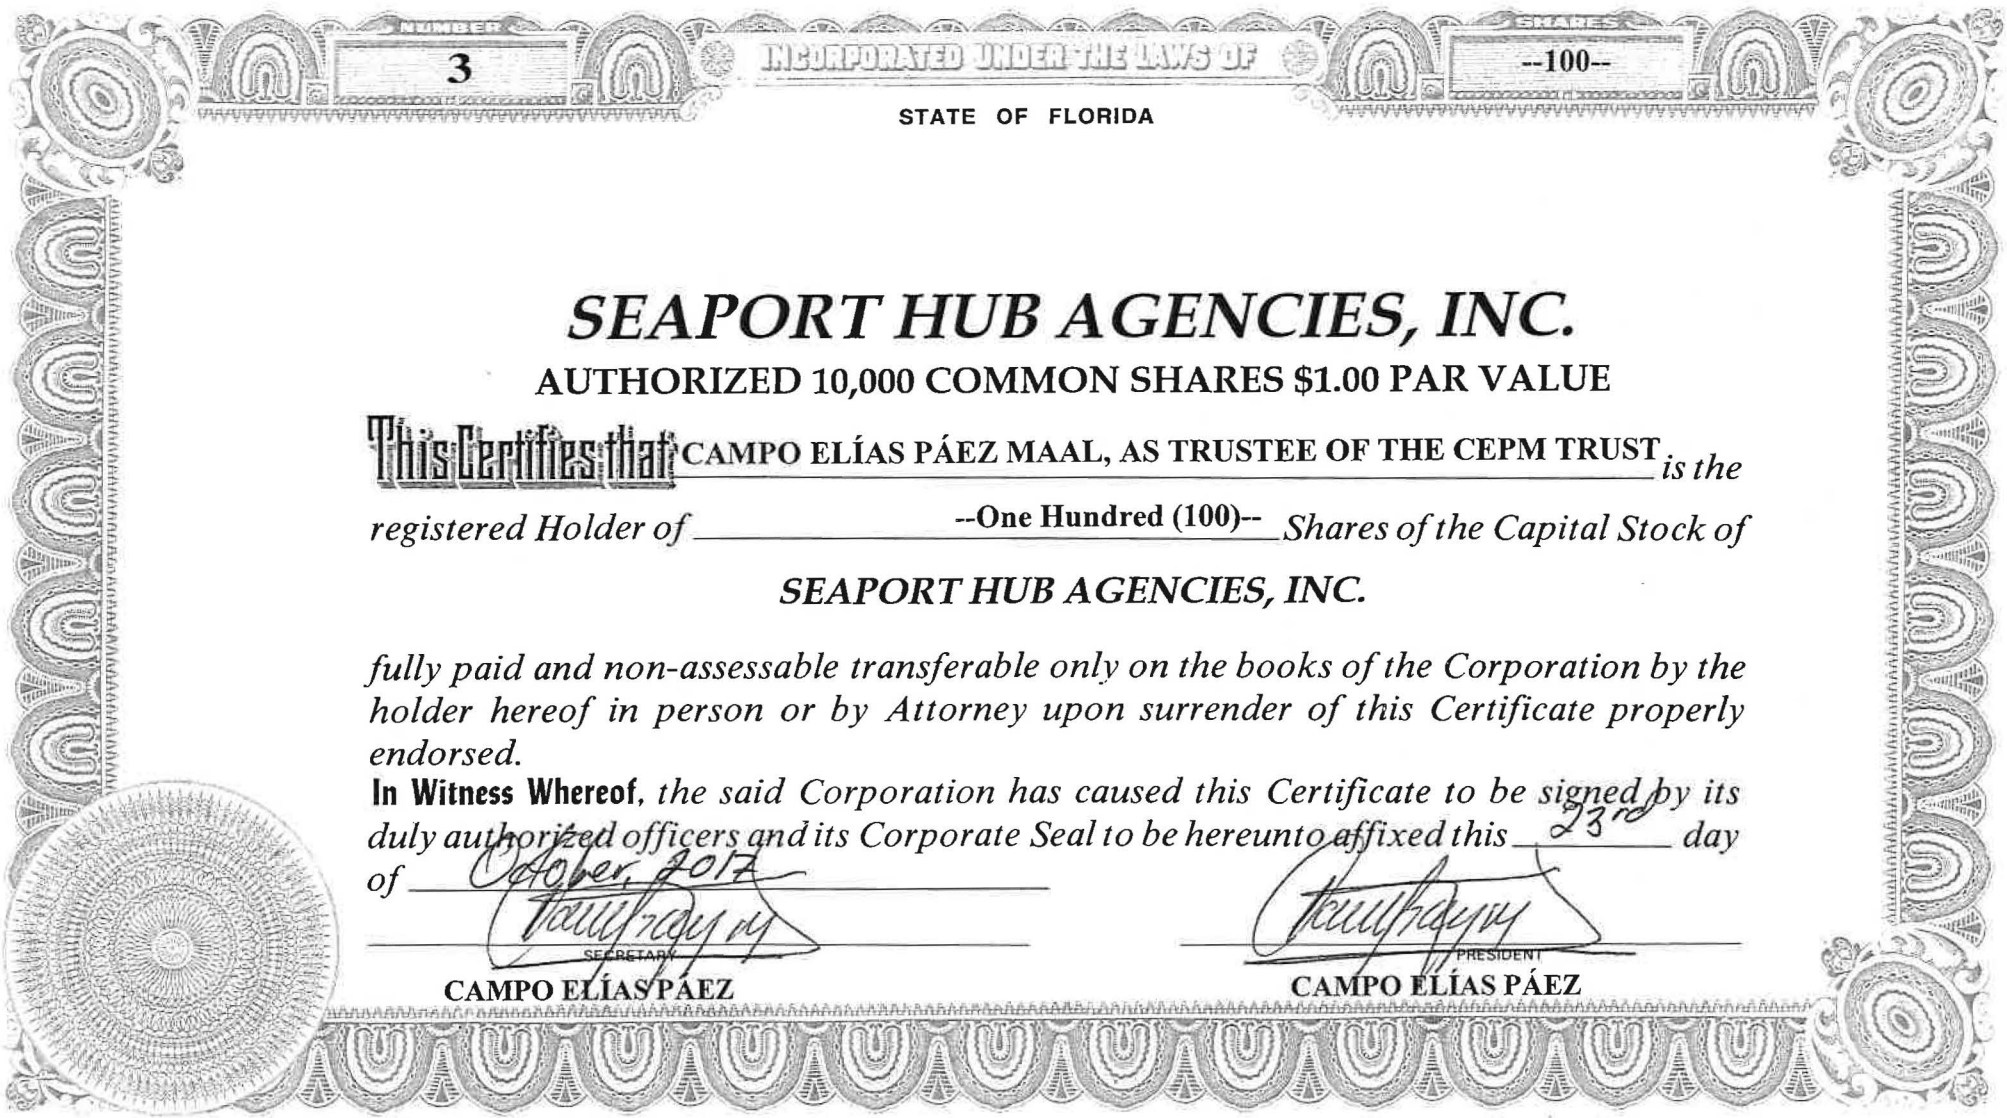 NUMBER
3
INCORPORATED UNDER THE LAWS OF
SHARES
--100--
STATE OF FLORIDA
SEAPORT HUB AGENCIES, INC.
AUTHORIZED 10,000 COMMON SHARES $1.00 PAR VALUE
This Certifies that CAMPO ELÍAS PÁEZ MAAL, AS TRUSTEE OF THE CEPM TRUST is the
registered Holder of --One Hundred (100)-- Shares of the Capital Stock of
SEAPORT HUB AGENCIES, INC.
fully paid and non-assessable transferable only on the books of the Corporation by the
holder hereof in person or by Attorney upon surrender of this Certificate properly
endorsed.
In Witness Whereof, the said Corporation has caused this Certificate to be signed by its
duly authorized officers and its Corporate Seal to be hereunto affixed this 23rd day
of October, 2017
SECRETARY
PRESIDENT
CAMPO ELÍAS PÁEZ
CAMPO ELÍAS PÁEZ